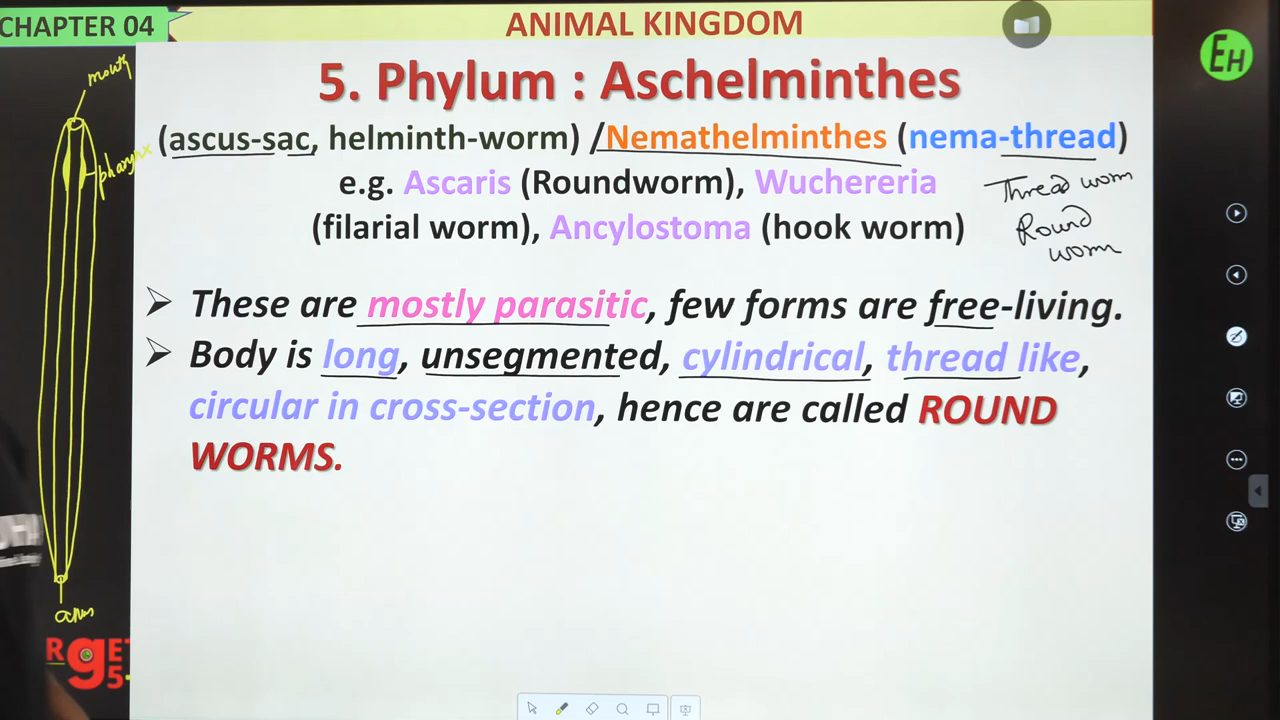 CHAPTER 04
ANIMAL KINGDOM
EH
mouth
5. Phylum : Aschelminthes
(ascus-sac, helminth-worm) /Nemathelminthes (nema-thread)
pharynx
e.g. Ascaris (Roundworm), Wuchereria
Thread worm
(filarial worm), Ancylostoma (hook worm)
Round
worm
➢ These are mostly parasitic, few forms are free-living.
➢ Body is long, unsegmented, cylindrical, thread like,
circular in cross-section, hence are called ROUND
WORMS.
anus
RgET
5